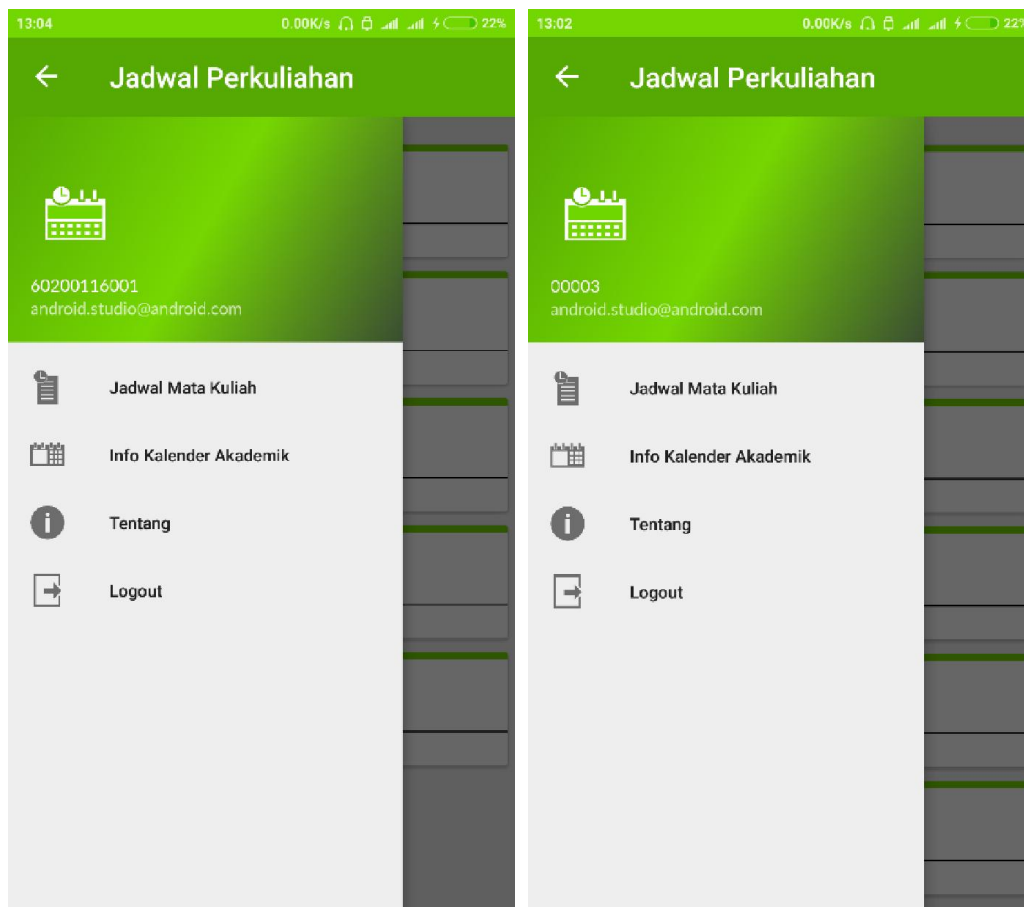 13:04 0.00K/s 22%
Jadwal Perkuliahan
60200116001
android.studio@android.com
Jadwal Mata Kuliah
Info Kalender Akademik
Tentang
Logout
13:02 0.00K/s 22%
Jadwal Perkuliahan
00003
android.studio@android.com
Jadwal Mata Kuliah
Info Kalender Akademik
Tentang
Logout